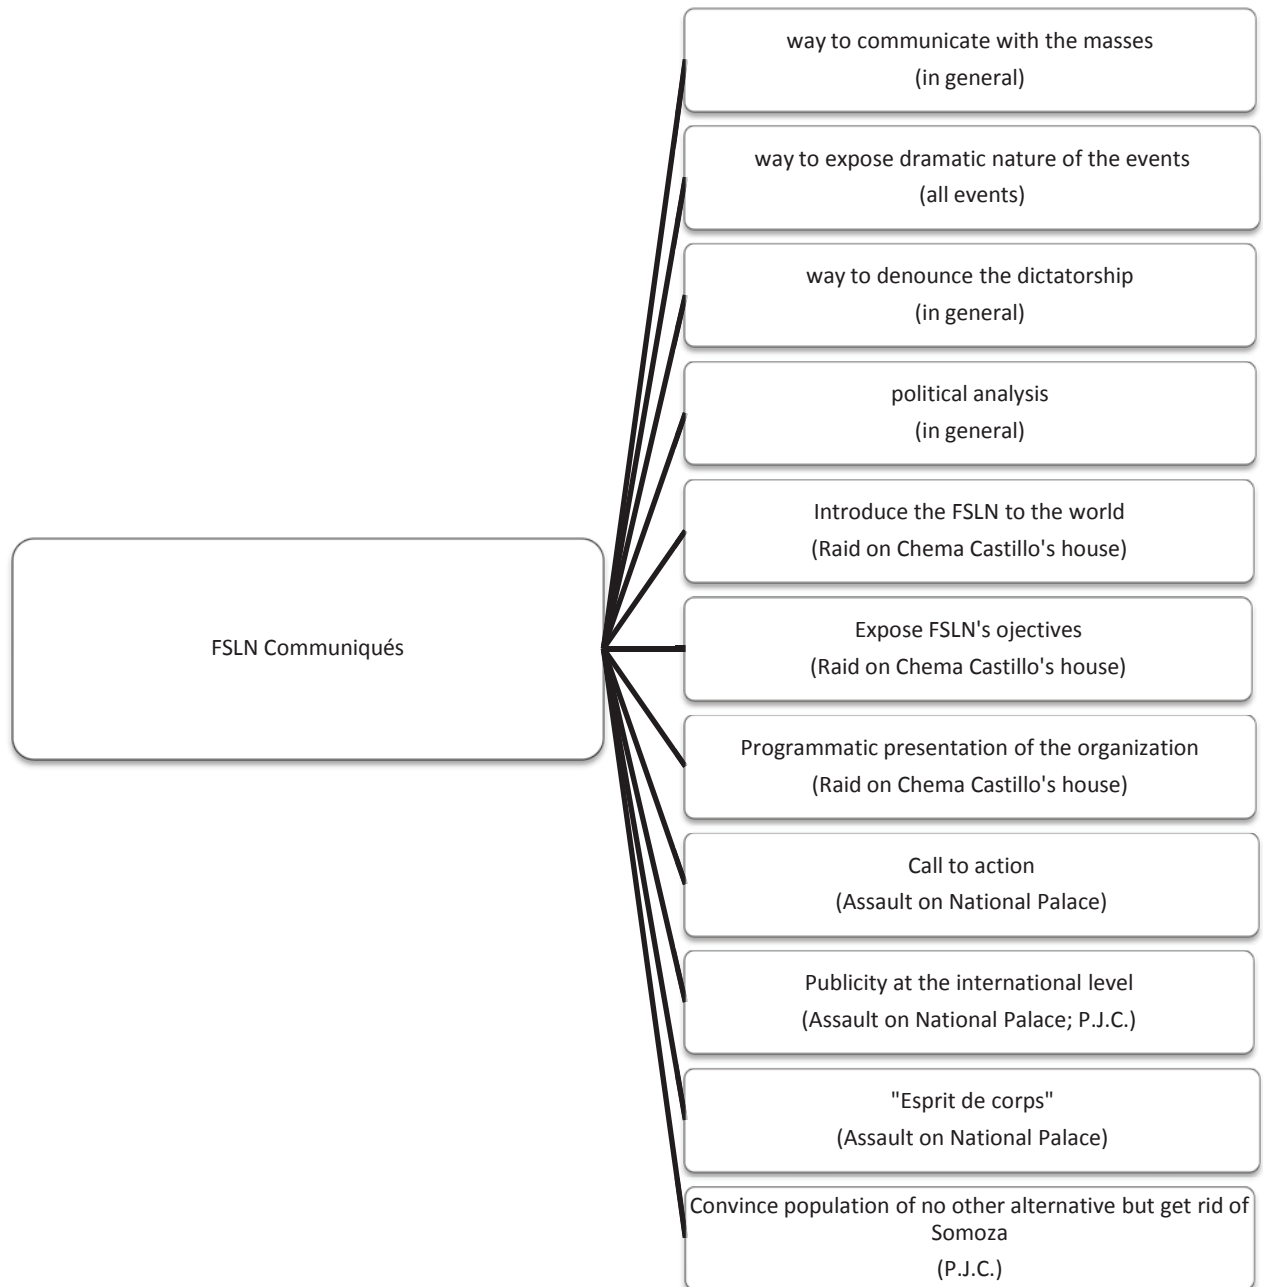 way to communicate with the masses
(in general)
way to expose dramatic nature of the events
(all events)
way to denounce the dictatorship
(in general)
political analysis
(in general)
Introduce the FSLN to the world
(Raid on Chema Castillo's house)
Expose FSLN's ojectives
(Raid on Chema Castillo's house)
FSLN Communiqués
Programmatic presentation of the organization
(Raid on Chema Castillo's house)
Call to action
(Assault on National Palace)
Publicity at the international level
(Assault on National Palace; P.J.C.)
"Esprit de corps"
(Assault on National Palace)
Convince population of no other alternative but get rid of
Somoza
(P.J.C.)